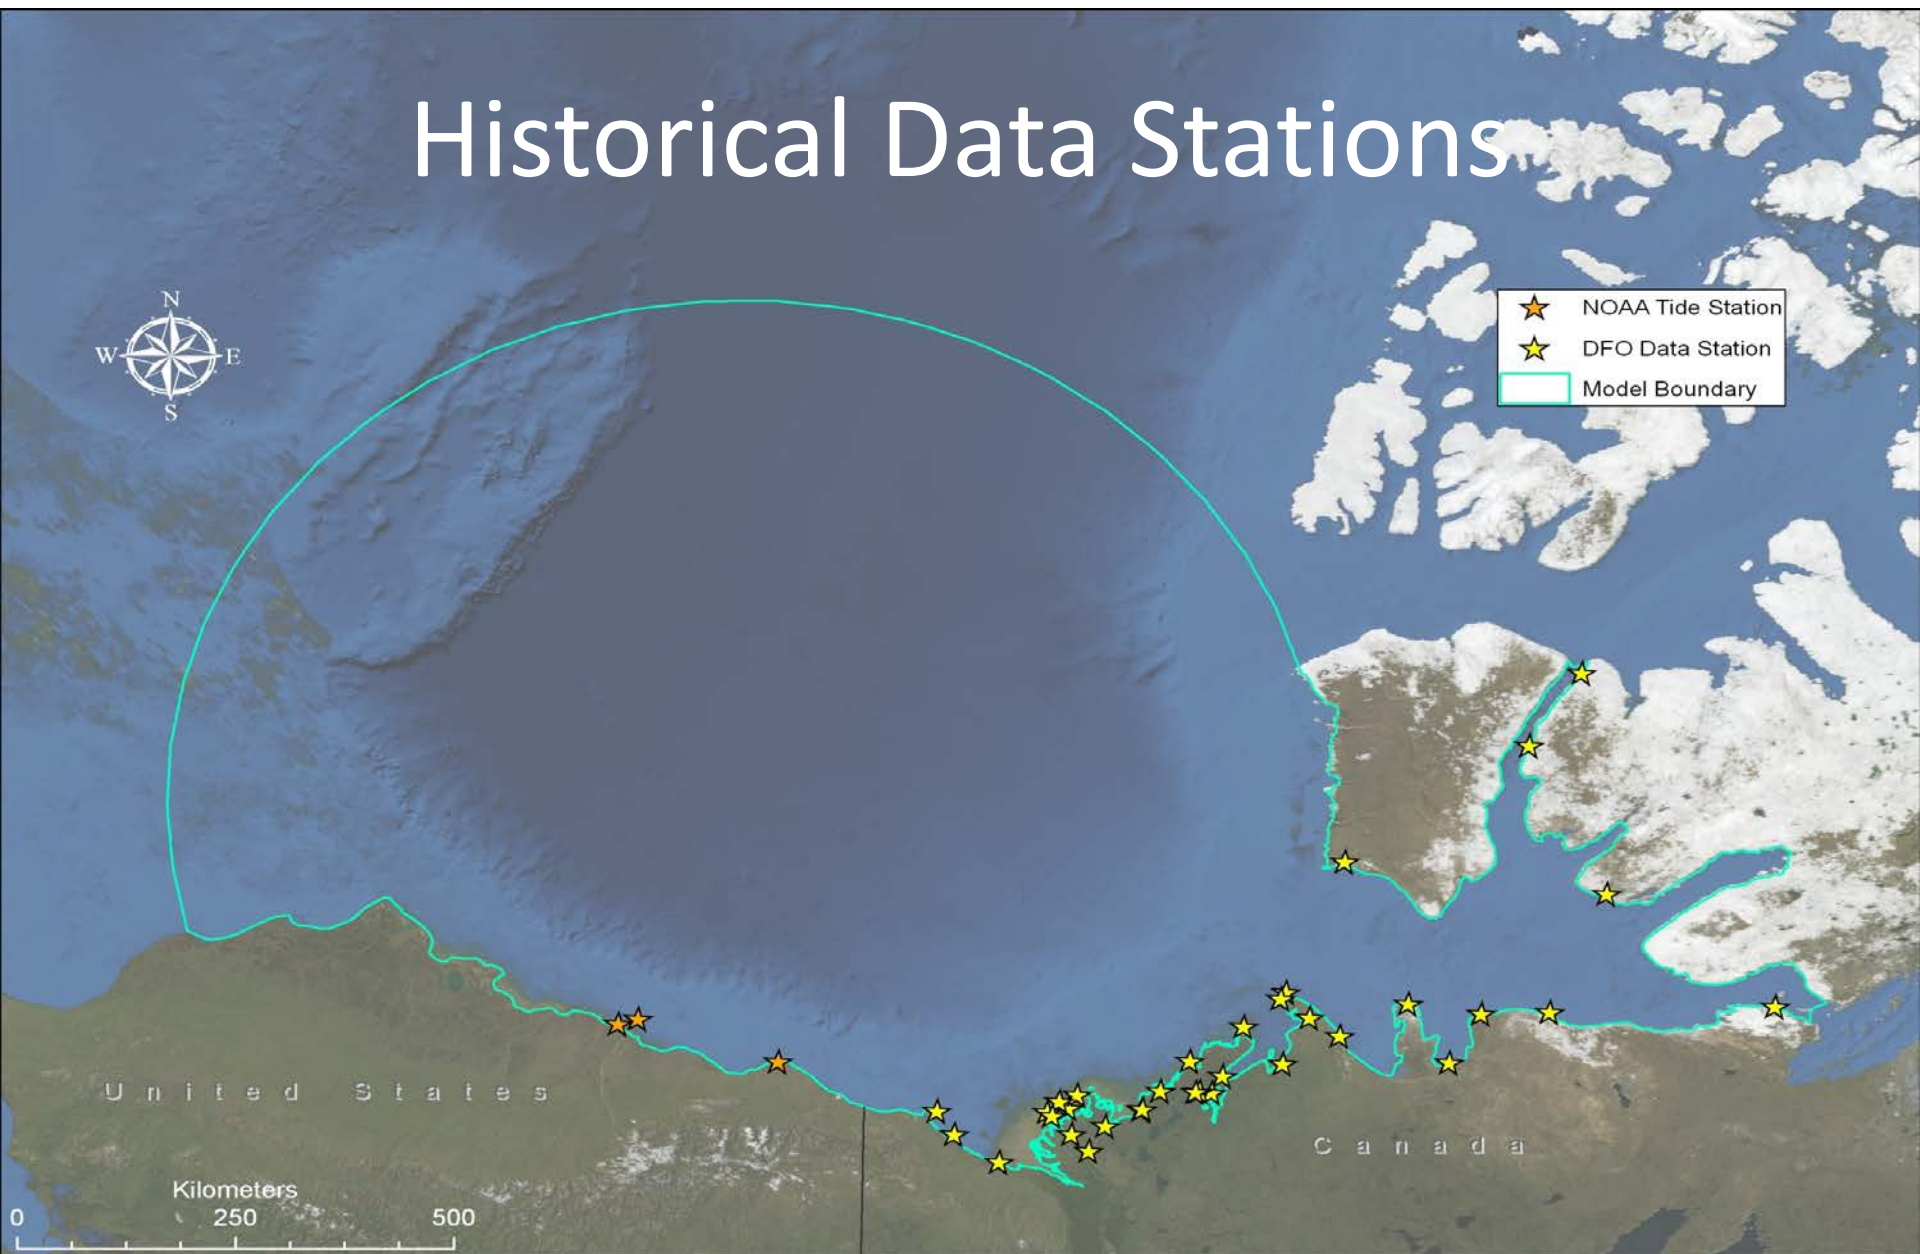 Historical Data Stations
N
W E
S
NOAA Tide Station
DFO Data Station
Model Boundary
United States
Canada
Kilometers
0 250 500